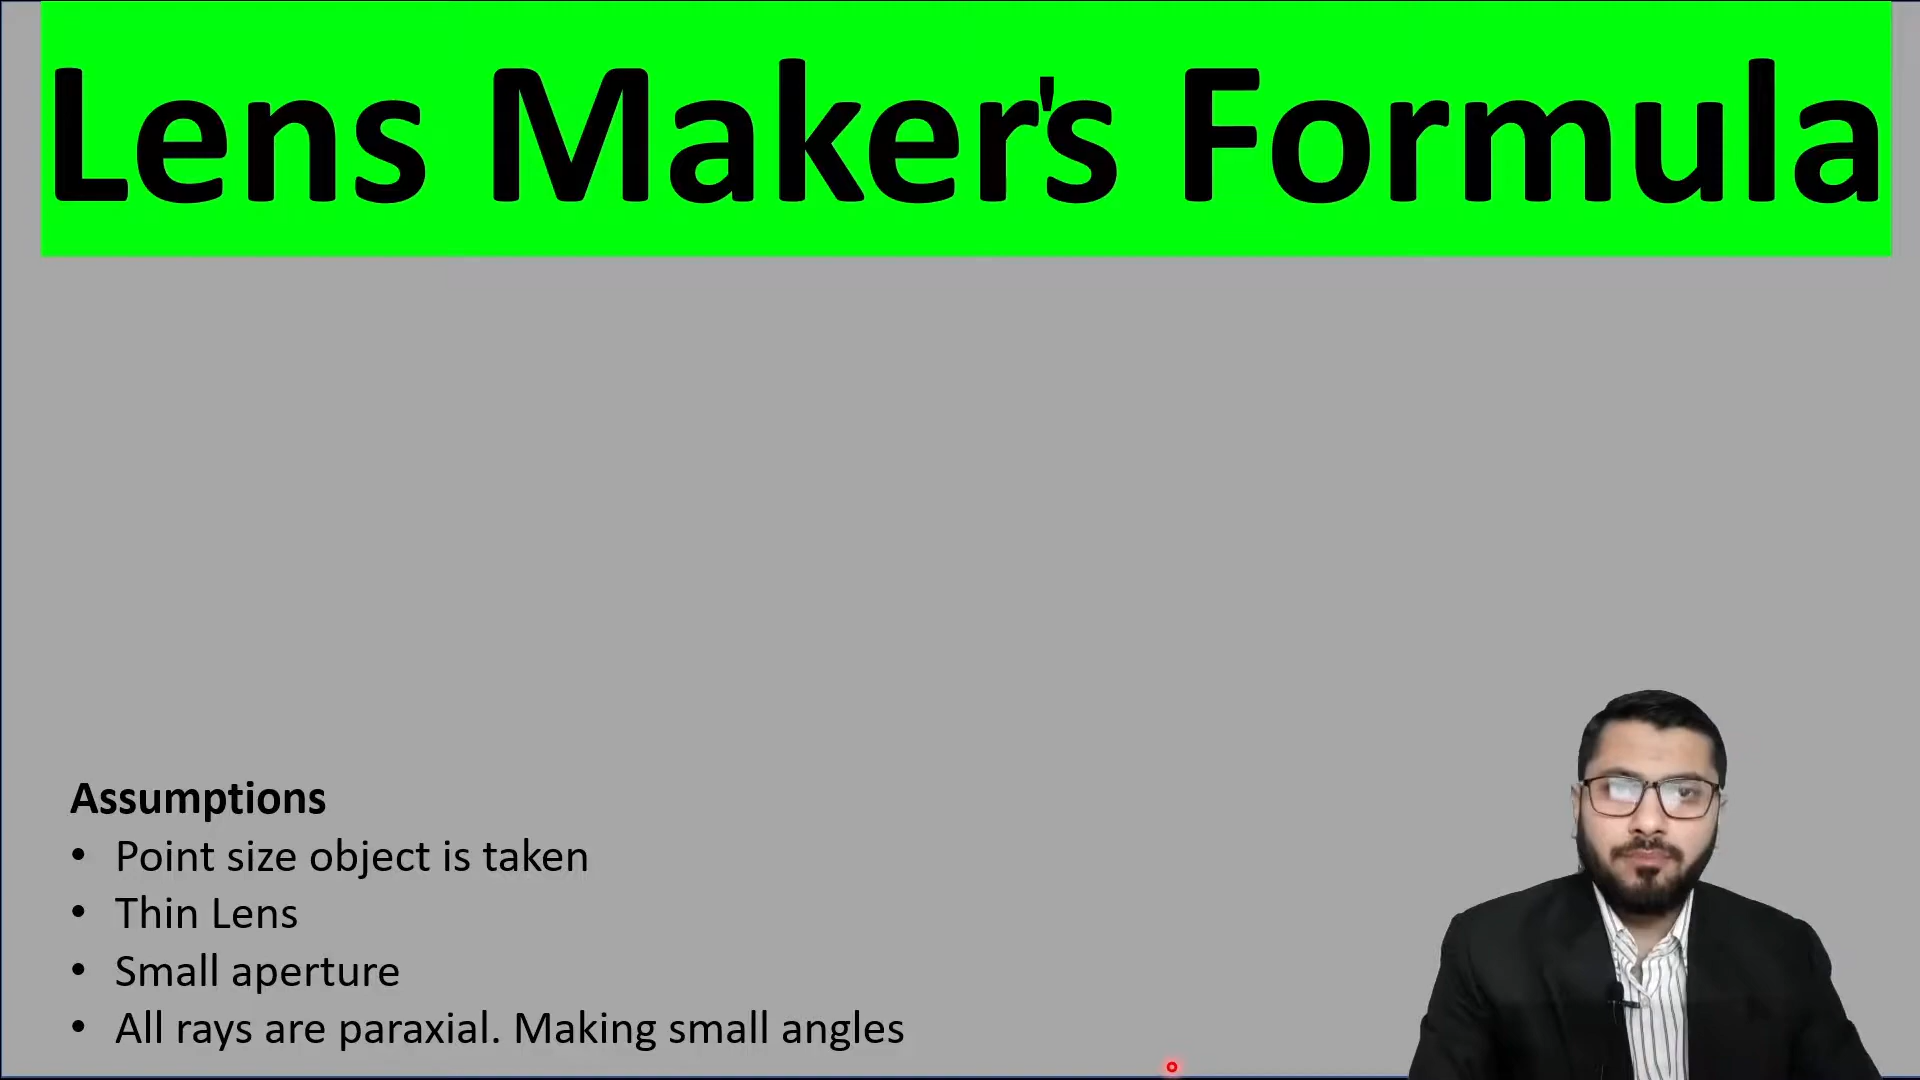 Lens Maker's Formula
Assumptions
• Point size object is taken
• Thin Lens
• Small aperture
• All rays are paraxial. Making small angles